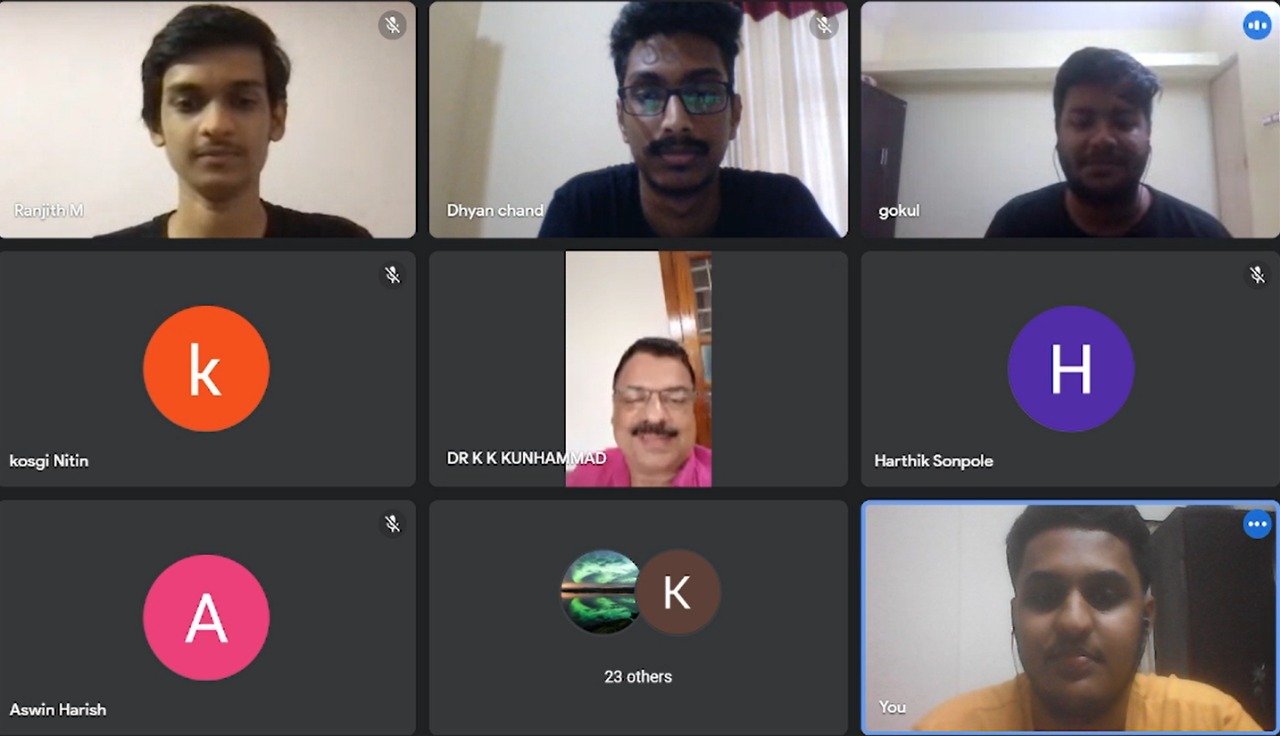 Ranjith M
Dhyan chand
gokul
k
kosgi Nitin
DR K K KUNHAMMAD
H
Harthik Sonpole
A
Aswin Harish
K
23 others
You